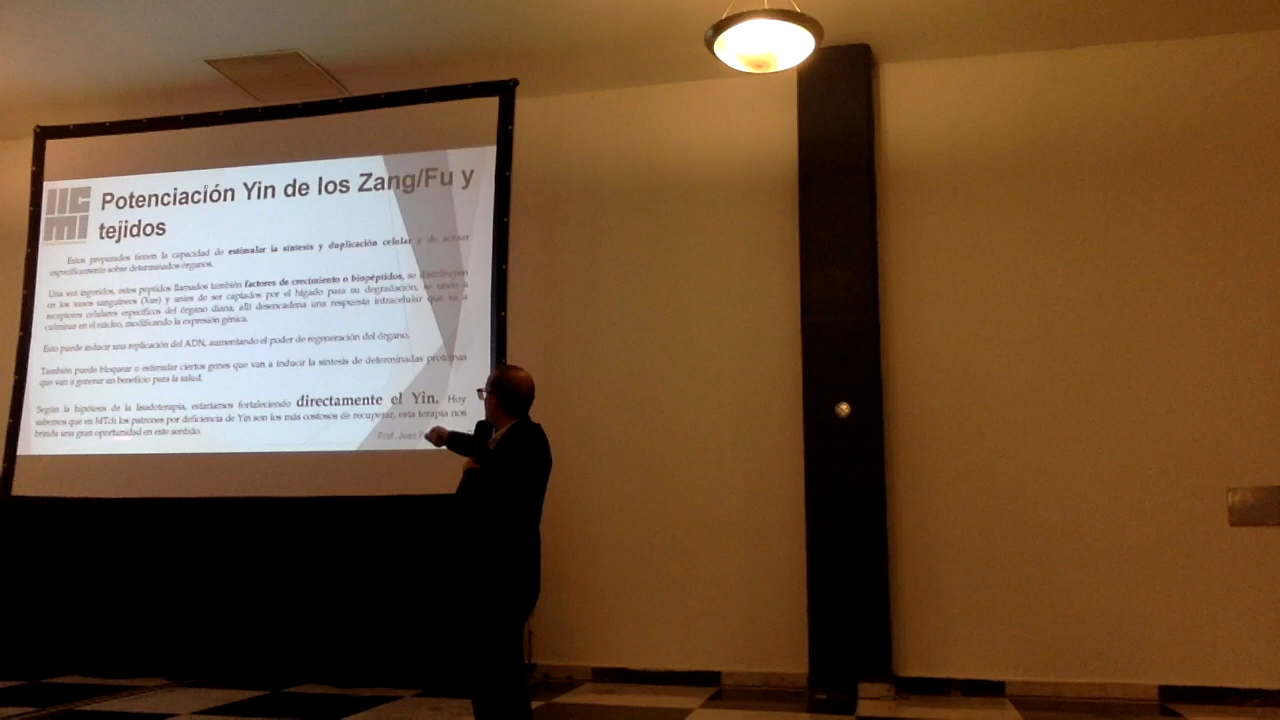 IICMI
Potenciación Yin de los Zang/Fu y
tejidos
Estos preparados tienen la capacidad de estimular la síntesis y duplicación celular y de actuar
específicamente sobre determinados órganos.
Una vez ingeridos, estos péptidos llamados también factores de crecimiento o biopéptidos, se distribuyen
en los vasos sanguíneos (Xue) y antes de ser captados por el hígado para su degradación, se unen a
receptores celulares específicos del órgano diana, allí desencadena una respuesta intracelular que va a
culminar en el núcleo, modificando la expresión génica.
Esto puede inducir una replicación del ADN, aumentando el poder de regeneración del órgano,
También puede bloquear o estimular ciertos genes que van a inducir la síntesis de determinadas proteínas
que van a generar un beneficio para la salud.
Según la hipótesis de la lisadoterapia, estaríamos fortaleciendo directamente el Yin. Hoy
sabemos que en MTch los patrones por deficiencia de Yin son los más costosos de recuperar, esta terapia nos
brinda una gran oportunidad en este sentido.
Prof. Juan